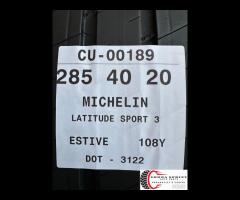 CU-00189
285 40 20
MICHELIN
LATITUDE SPORT 3
ESTIVE 108Y
DOT - 3122